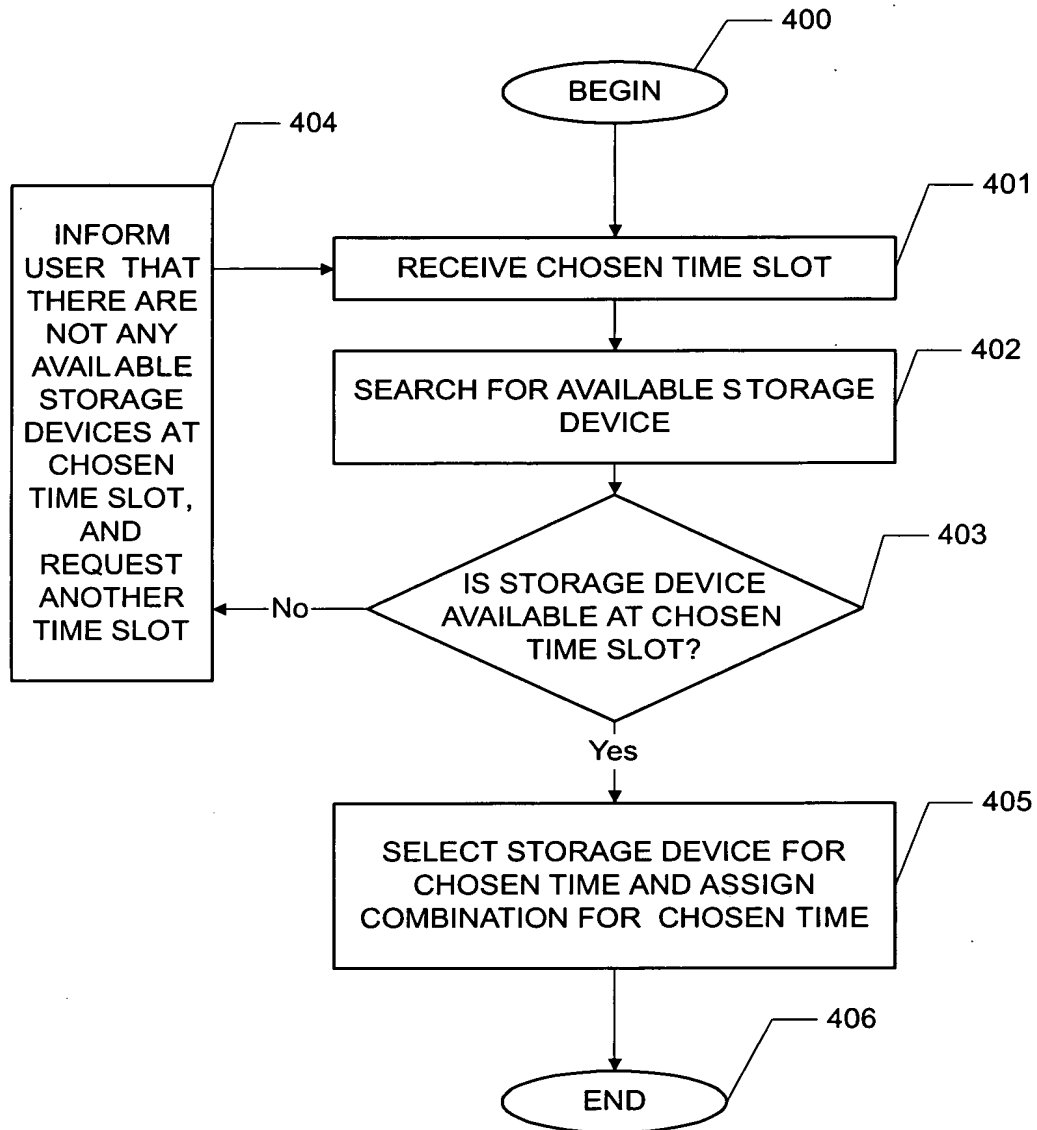 400
BEGIN
404
401
INFORM
USER THAT
THERE ARE
NOT ANY
AVAILABLE
STORAGE
DEVICES AT
CHOSEN
TIME SLOT,
AND
REQUEST
ANOTHER
TIME SLOT
RECEIVE CHOSEN TIME SLOT
402
SEARCH FOR AVAILABLE STORAGE
DEVICE
403
IS STORAGE DEVICE
AVAILABLE AT CHOSEN
TIME SLOT?
No
Yes
405
SELECT STORAGE DEVICE FOR
CHOSEN TIME AND ASSIGN
COMBINATION FOR CHOSEN TIME
406
END